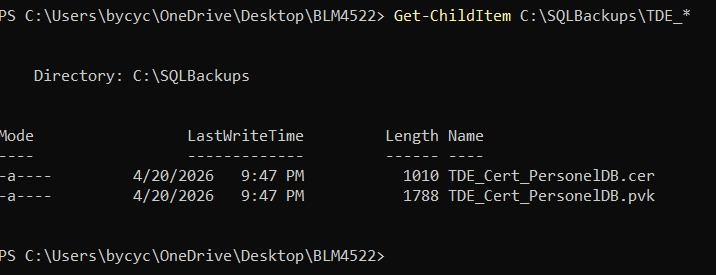 PS C:\Users\bycyc\OneDrive\Desktop\BLM4522> Get-ChildItem C:\SQLBackups\TDE_*
Directory: C:\SQLBackups
Mode LastWriteTime Length Name
---- ------------- ------ ----
-a---- 4/20/2026 9:47 PM 1010 TDE_Cert_PersonelDB.cer
-a---- 4/20/2026 9:47 PM 1788 TDE_Cert_PersonelDB.pvk
PS C:\Users\bycyc\OneDrive\Desktop\BLM4522>